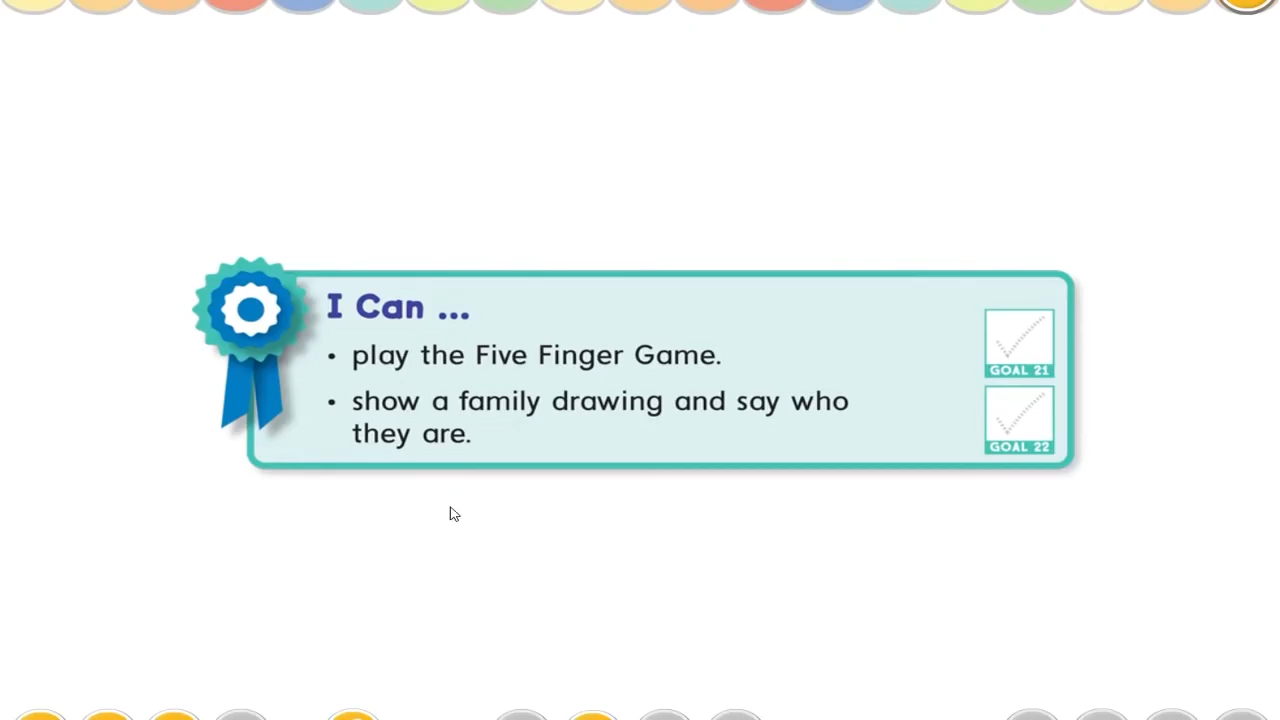 I Can ...
• play the Five Finger Game.
GOAL 21
• show a family drawing and say who
they are.
GOAL 22